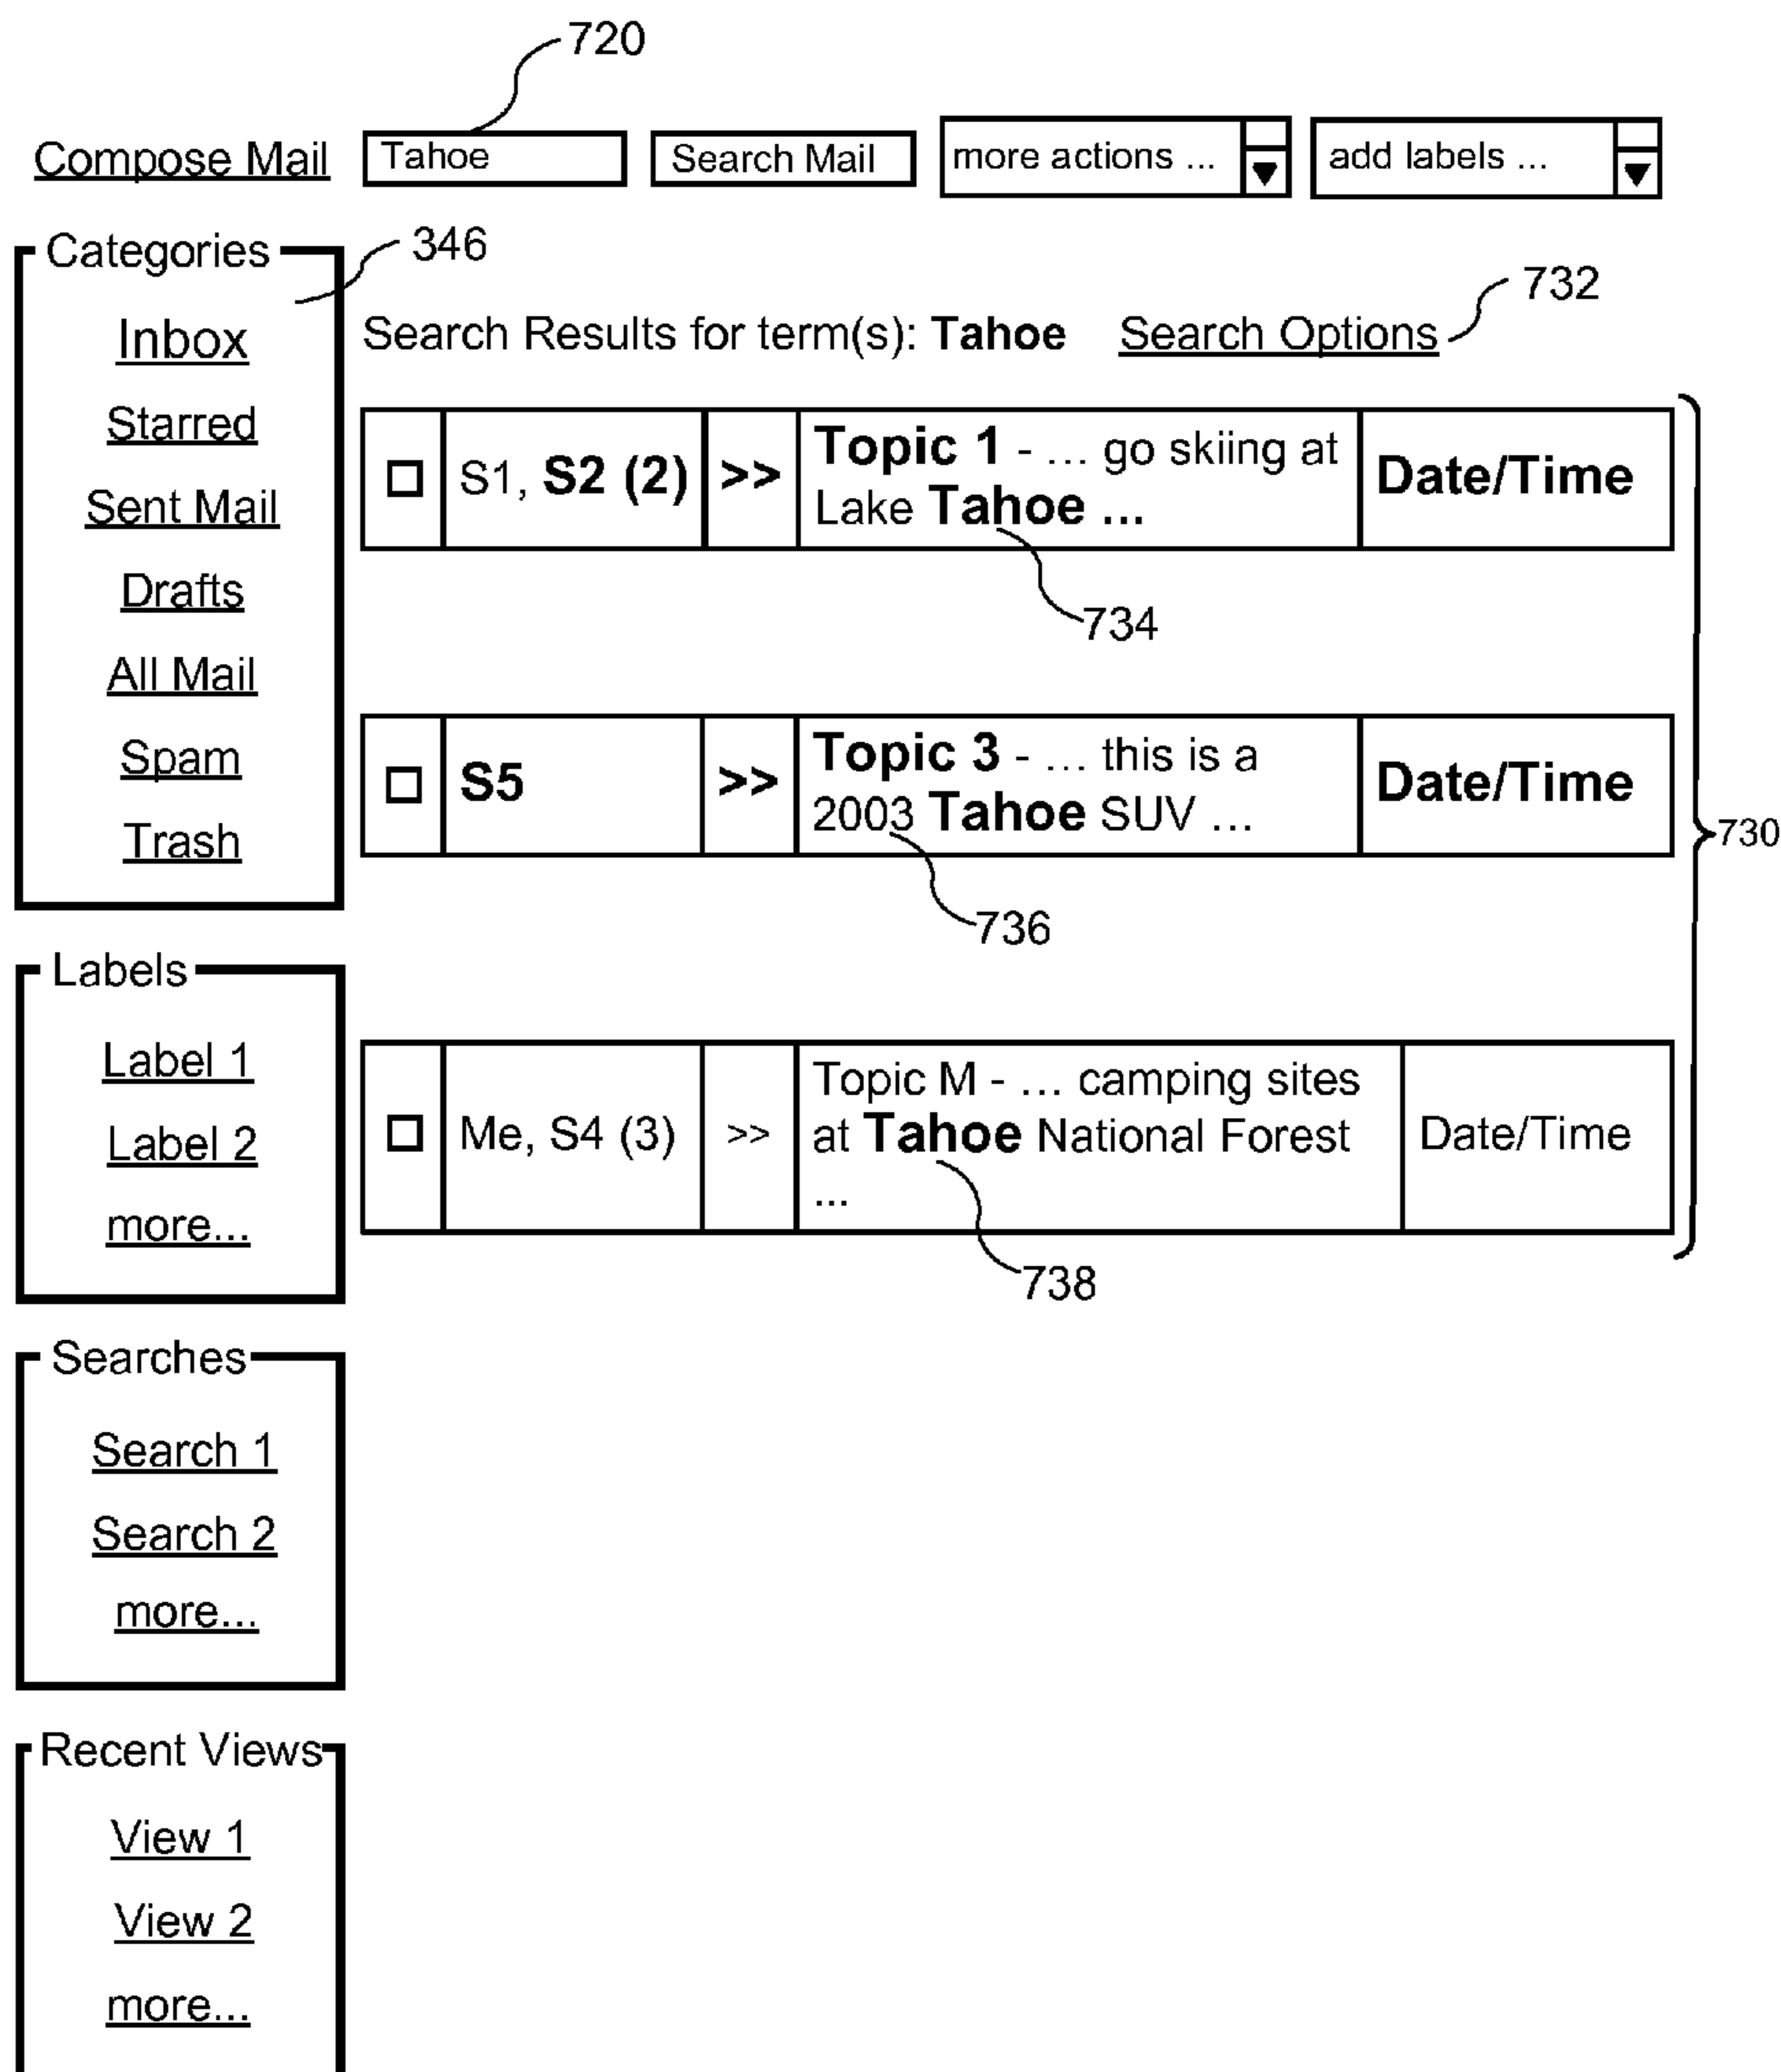 720
Compose Mail Tahoe Search Mail more actions ... add labels ...
Categories
346
Inbox
Starred
Sent Mail
Drafts
All Mail
Spam
Trash
Search Results for term(s): Tahoe Search Options
732
S1, S2 (2) >> Topic 1 - ... go skiing at
Lake Tahoe ...
Date/Time
734
S5 >> Topic 3 - ... this is a
2003 Tahoe SUV ...
Date/Time
736
730
Me, S4 (3) >> Topic M - ... camping sites
at Tahoe National Forest
...
Date/Time
738
Labels
Label 1
Label 2
more...
Searches
Search 1
Search 2
more...
Recent Views
View 1
View 2
more...